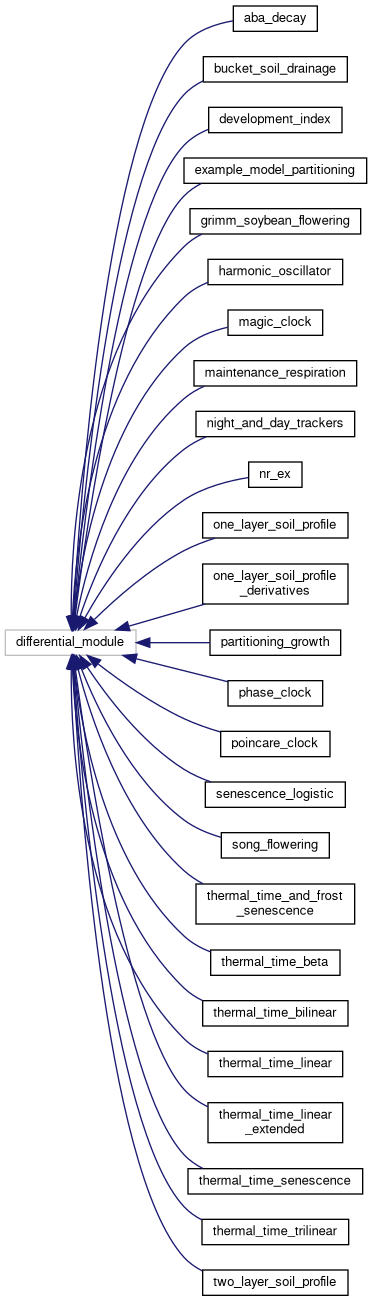 aba_decay
bucket_soil_drainage
development_index
example_model_partitioning
grimm_soybean_flowering
harmonic_oscillator
magic_clock
maintenance_respiration
night_and_day_trackers
nr_ex
one_layer_soil_profile
one_layer_soil_profile
_derivatives
differential_module
partitioning_growth
phase_clock
poincare_clock
senescence_logistic
song_flowering
thermal_time_and_frost
_senescence
thermal_time_beta
thermal_time_bilinear
thermal_time_linear
thermal_time_linear
_extended
thermal_time_senescence
thermal_time_trilinear
two_layer_soil_profile